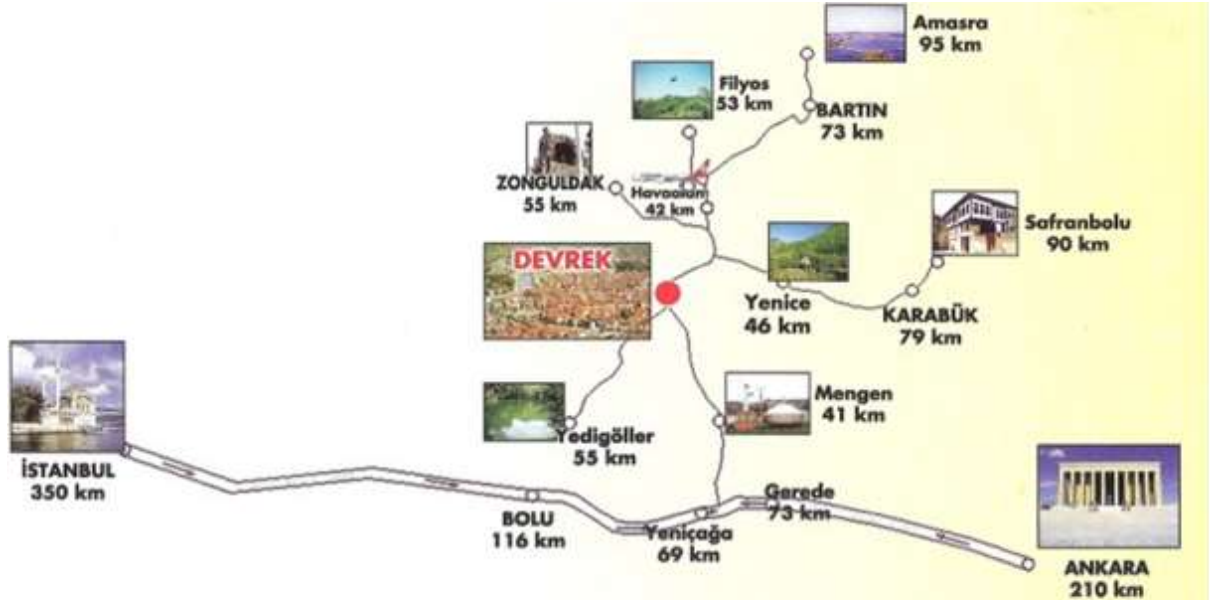 Amasra
95 km
Filyos
53 km
BARTIN
73 km
ZONGULDAK
55 km
Havaalanı
42 km
Safranbolu
90 km
DEVREK
Yenice
46 km
KARABÜK
79 km
Mengen
41 km
Yedigöller
55 km
İSTANBUL
350 km
BOLU
116 km
Yeniçağa
69 km
Gerede
73 km
ANKARA
210 km